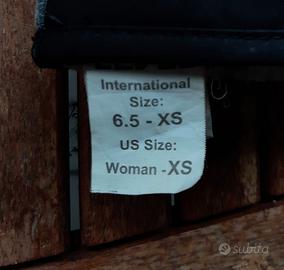 International
Size:
6.5 - XS
US Size:
Woman - XS
subito